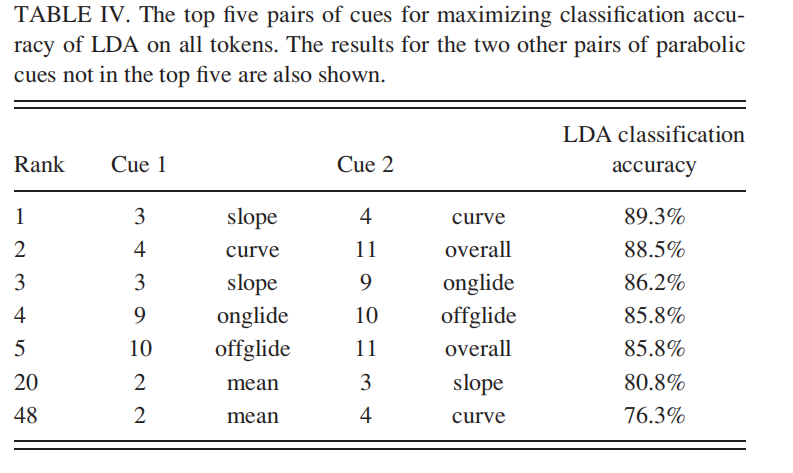 TABLE IV. The top five pairs of cues for maximizing classification accu-
racy of LDA on all tokens. The results for the two other pairs of parabolic
cues not in the top five are also shown.
LDA classification
Rank Cue 1 Cue 2 accuracy
1 3 slope 4 curve 89.3%
2 4 curve 11 overall 88.5%
3 3 slope 9 onglide 86.2%
4 9 onglide 10 offglide 85.8%
5 10 offglide 11 overall 85.8%
20 2 mean 3 slope 80.8%
48 2 mean 4 curve 76.3%